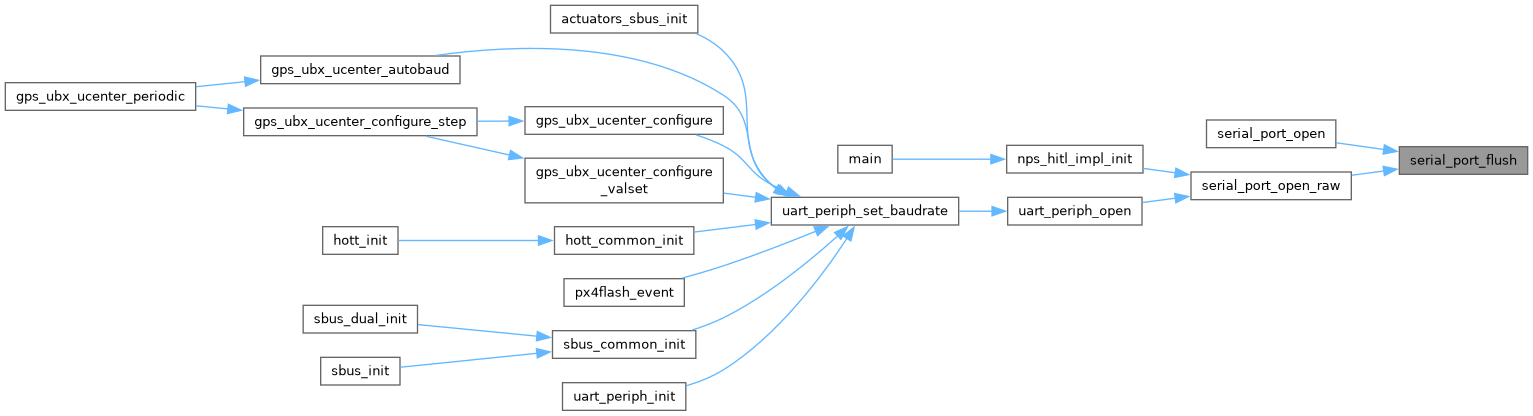 actuators_sbus_init
gps_ubx_ucenter_autobaud
gps_ubx_ucenter_periodic
gps_ubx_ucenter_configure_step
gps_ubx_ucenter_configure
gps_ubx_ucenter_configure
_valset
main
nps_hitl_impl_init
serial_port_open
serial_port_flush
serial_port_open_raw
uart_periph_set_baudrate
uart_periph_open
hott_init
hott_common_init
px4flash_event
sbus_dual_init
sbus_common_init
sbus_init
uart_periph_init